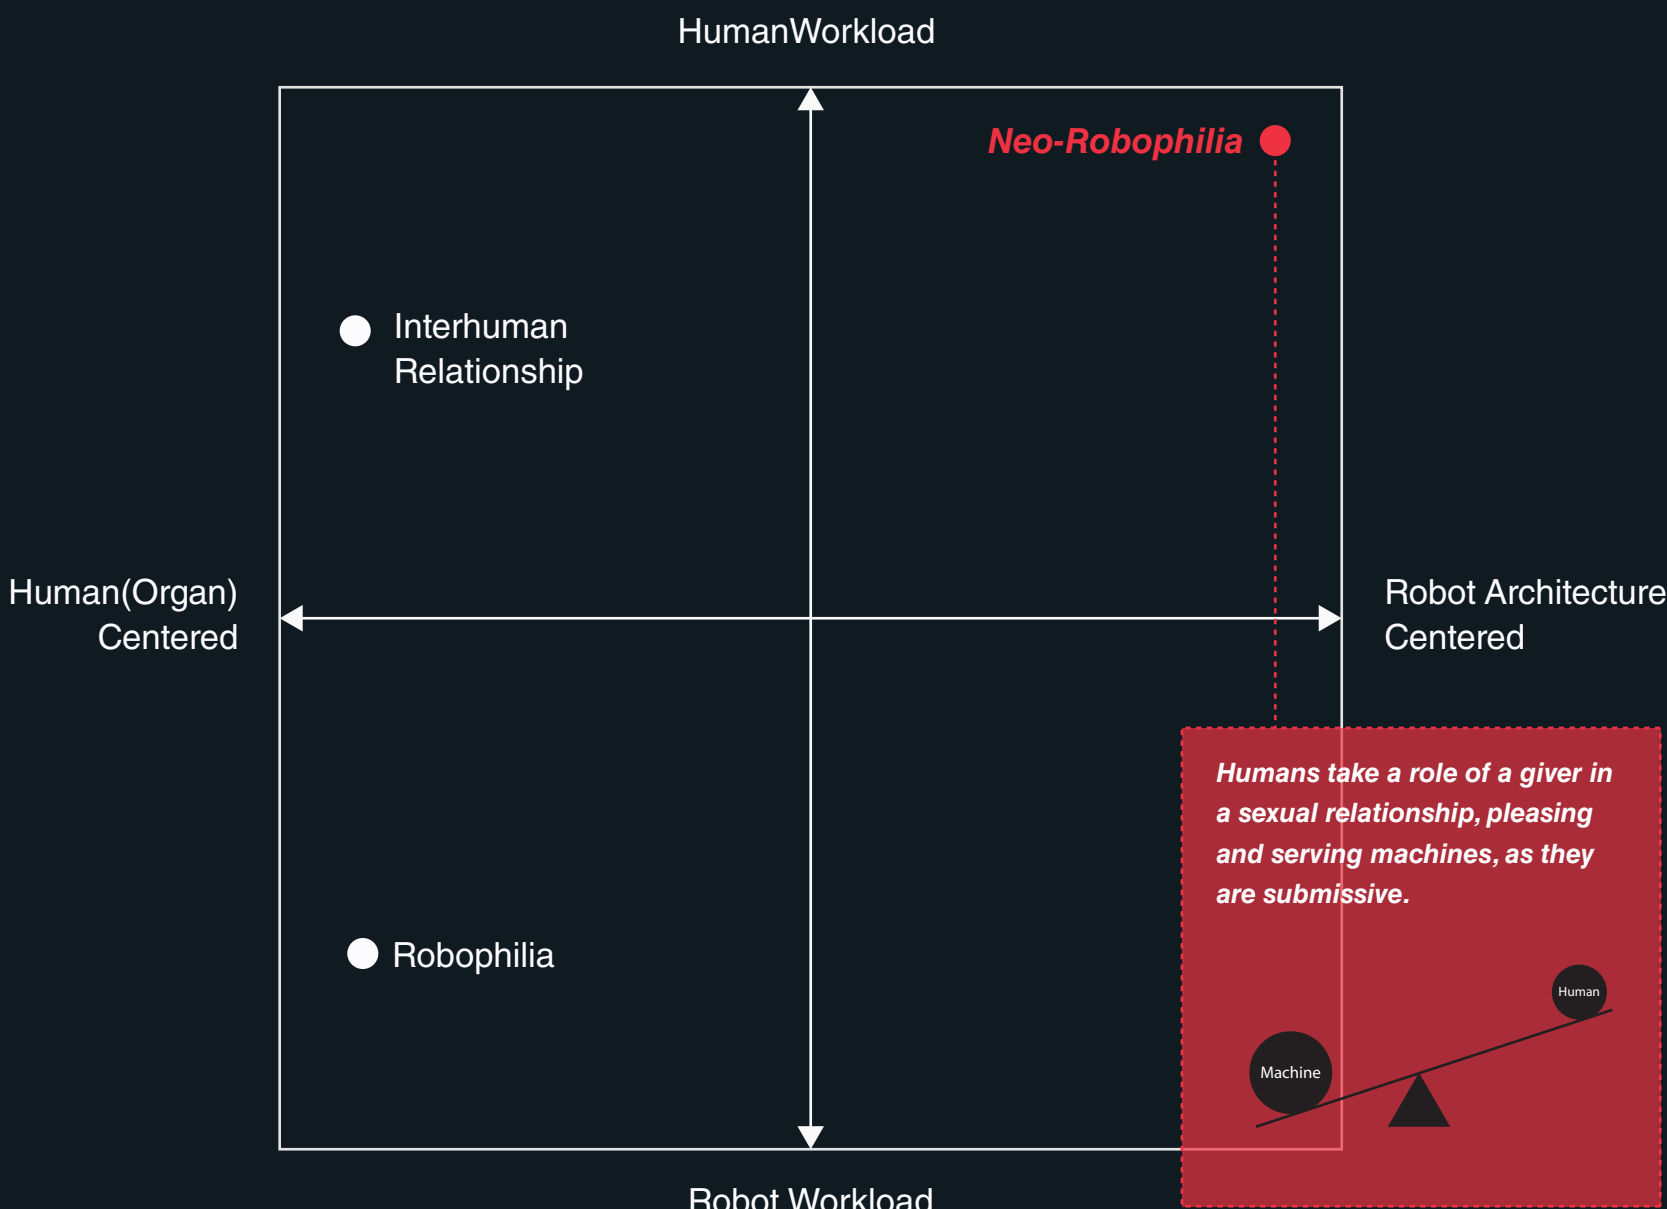 HumanWorkload
Neo-Robophilia
Interhuman
Relationship
Human(Organ)
Centered
Robot Architecture
Centered
Humans take a role of a giver in
a sexual relationship, pleasing
and serving machines, as they
are submissive.
Robophilia
Human
Machine
Robot Workload